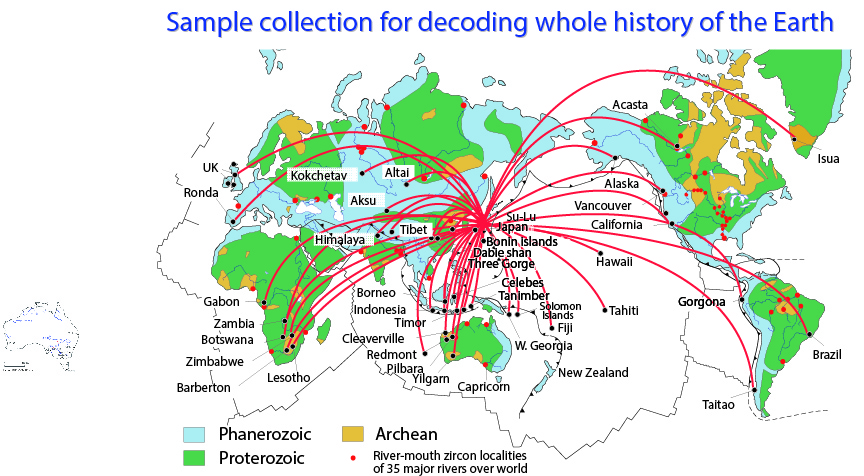 Sample collection for decoding whole history of the Earth
Acasta
Isua
UK
Kokchetav
Altai
Ronda
Alaska
Aksu
Vancouver
Su-Lu
Japan
California
Himalaya
Tibet
Bonin islands
Dabie shan
Three Gorge
Hawaii
Celebes
Tanimber
Borneo
Gabon
Gorgona
Indonesia
Solomon
islands
Tahiti
Zambia
Timor
Fiji
Botswana
Cleaverville
W. Georgia
Redmont
Brazil
Zimbabwe
Pilbara
New Zealand
Lesotho
Yilgarn
Barberton
Capricorn
Taitao
Phanerozoic
Archean
Proterozoic
River-mouth zircon localities
of 35 major rivers over world